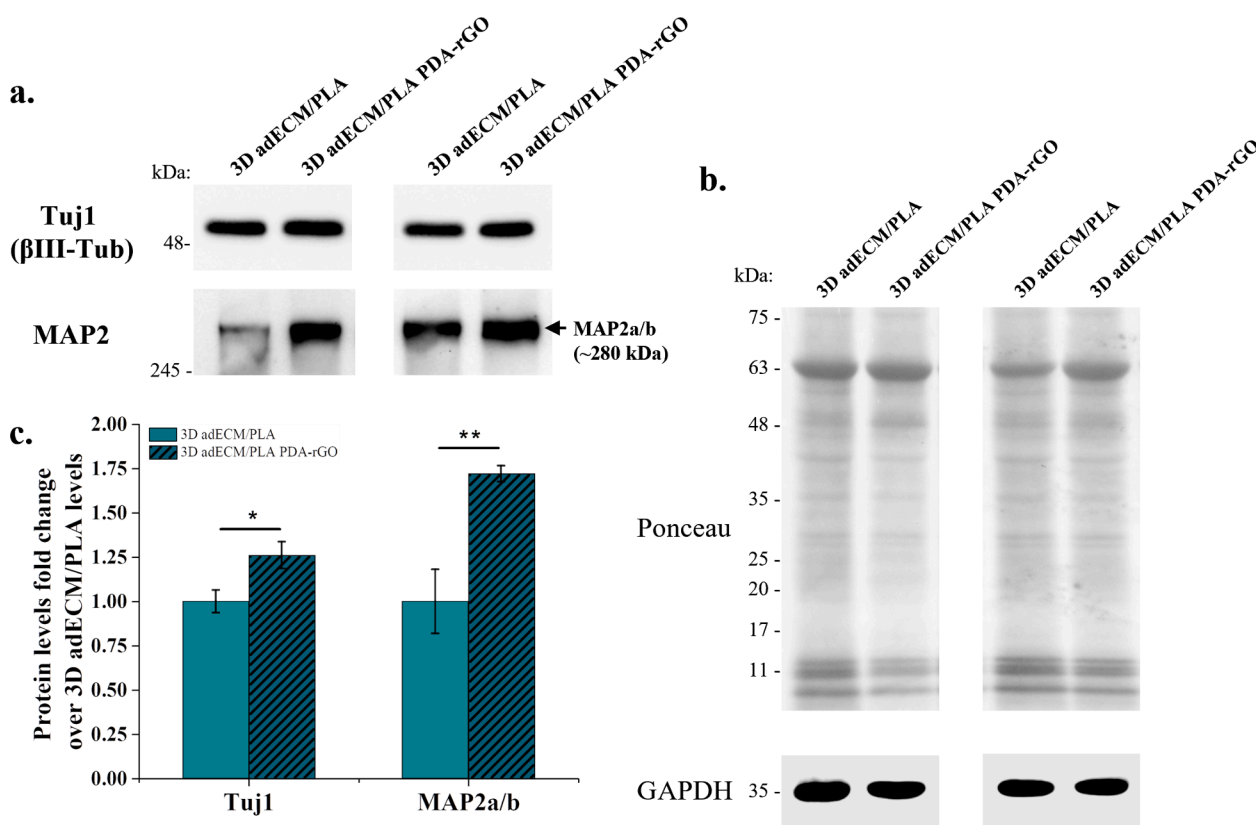 a.
3D adECM/PLA
3D adECM/PLA PDA-rGO
3D adECM/PLA
3D adECM/PLA PDA-rGO
kDa:
Tuj1
(βIII-Tub)
48-
MAP2
245 -
MAP2a/b
(~280 kDa)
b.
3D adECM/PLA
3D adECM/PLA PDA-rGO
3D adECM/PLA
3D adECM/PLA PDA-rGO
kDa:
75 -
63 -
48 -
35 -
25 -
20 -
17 -
11 -
Ponceau
GAPDH
35 -
c.
Protein levels fold change
over 3D adECM/PLA levels
2.00
1.75
1.50
1.25
1.00
0.75
0.50
0.25
0.00
3D adECM/PLA
3D adECM/PLA PDA-rGO
*
**
Tuj1
MAP2a/b